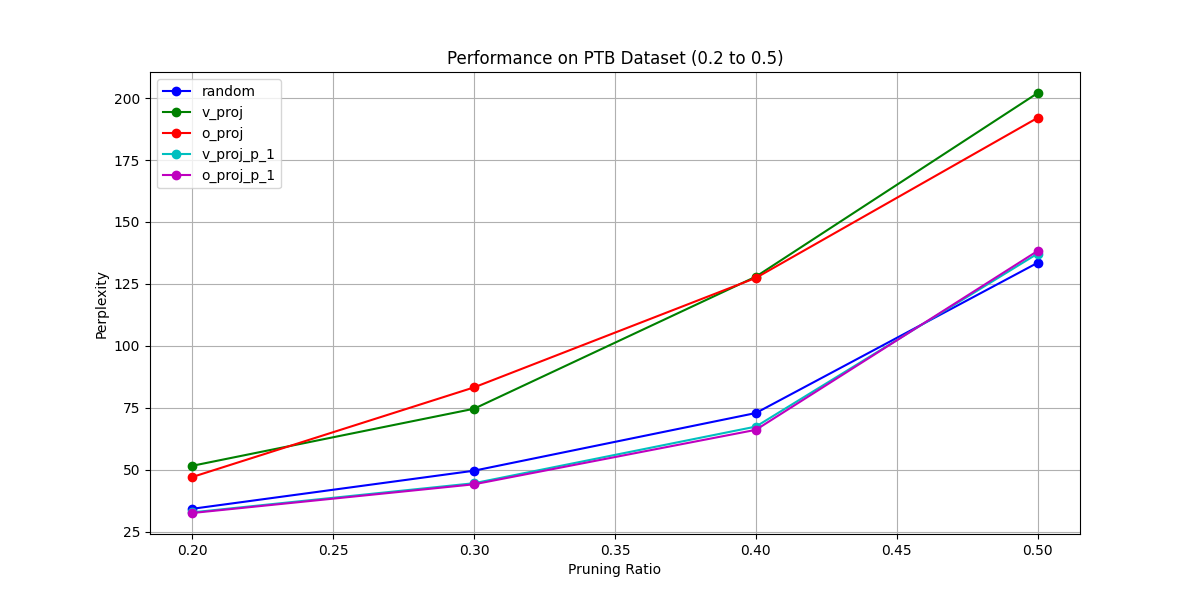 Performance on PTB Dataset (0.2 to 0.5)
random
v_proj
o_proj
v_proj_p_1
o_proj_p_1
200
175
150
125
100
75
50
25
Perplexity
0.20 0.25 0.30 0.35 0.40 0.45 0.50
Pruning Ratio